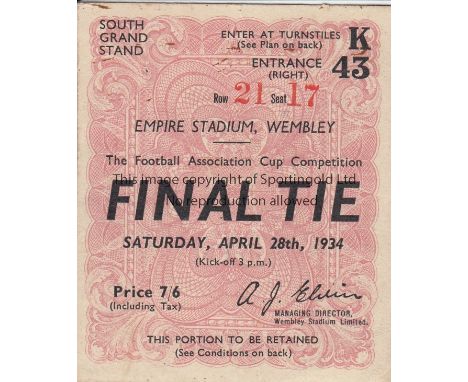 SOUTH GRAND STAND
ENTER AT TURNSTILES
(See Plan on back)
K
ENTRANCE
(RIGHT)
43
Row 21 Seat 17
EMPIRE STADIUM, WEMBLEY
The Football Association Cup Competition
This image copyright of Sportingold Ltd
No reproduction allowed
FINAL TIE
SATURDAY, APRIL 28th, 1934
(Kick-off 3 p.m.)
Price 7/6
(Including Tax)
A. J. Elvin
MANAGING DIRECTOR,
Wembley Stadium Limited.
THIS PORTION TO BE RETAINED
(See Conditions on back)